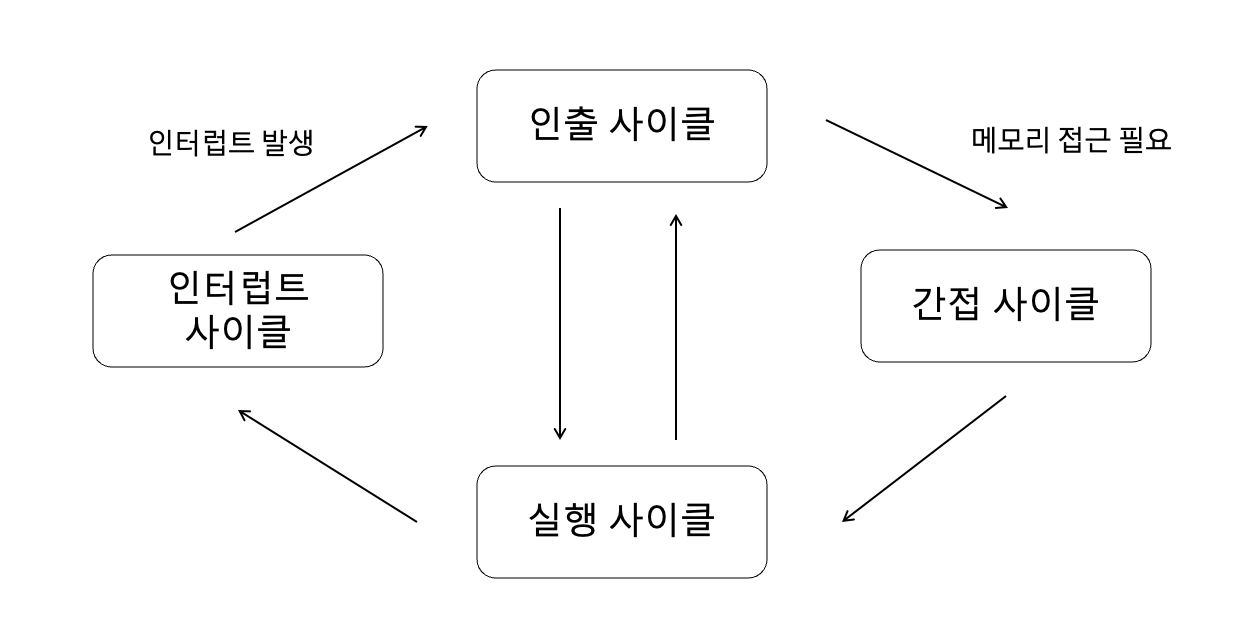 인출 사이클
인터럽트 발생
메모리 접근 필요
인터럽트
사이클
간접 사이클
실행 사이클